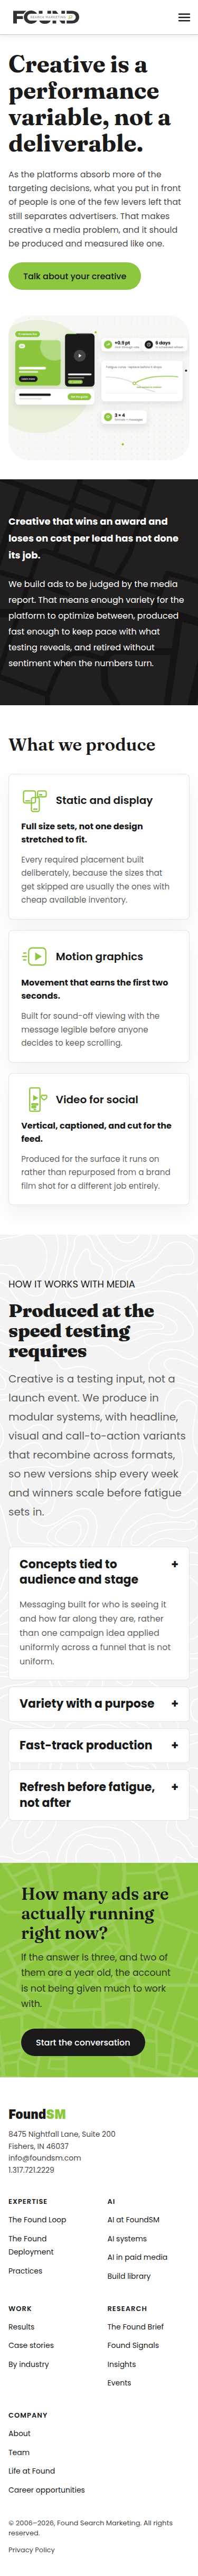 FOUND
SEARCH MARKETING
Creative is a
performance
variable, not a
deliverable.
As the platforms absorb more of the
targeting decisions, what you put in front
of people is one of the few levers left that
still separates advertisers. That makes
creative a media problem, and it should
be produced and measured like one.
Talk about your creative
+0.9 pt
6 days
3 × 4
Creative that wins an award and
loses on cost per lead has not done
its job.
We build ads to be judged by the media
report. That means enough variety for the
platform to optimize between, produced
fast enough to keep pace with what
testing reveals, and retired without
sentiment when the numbers turn.
What we produce
Static and display
Full size sets, not one design
stretched to fit.
Every required placement built
deliberately, because the sizes that
get skipped are usually the ones with
cheap available inventory.
Motion graphics
Movement that earns the first two
seconds.
Built for sound-off viewing with the
message legible before anyone
decides to keep scrolling.
Video for social
Vertical, captioned, and cut for the
feed.
Produced for the surface it runs on
rather than repurposed from a brand
film shot for a different job entirely.
HOW IT WORKS WITH MEDIA
Produced at the
speed testing
requires
Creative is a testing input, not a
launch event. We produce in
modular systems, with headline,
visual and call-to-action variants
that recombine across formats,
so new versions ship every week
and winners scale before fatigue
sets in.
Concepts tied to
audience and stage
+
Messaging built for who is seeing it
and how far along they are, rather
than one campaign idea applied
uniformly across a funnel that is not
uniform.
Variety with a purpose +
Fast-track production +
Refresh before fatigue,
not after
+
How many ads are
actually running
right now?
If the answer is three, and two of
them are a year old, the account
is not being given much to work
with.
Start the conversation
FoundSM
8475 Nightfall Lane, Suite 200
Fishers, IN 46037
info@foundsm.com
1.317.721.2229
EXPERTISE
The Found Loop
The Found
Deployment
Practices
AI
AI at FoundSM
AI systems
AI in paid media
Build library
WORK
Results
Case studies
By industry
RESEARCH
The Found Brief
Found Signals
Insights
Events
COMPANY
About
Team
Life at Found
Career opportunities
© 2006–2026, Found Search Marketing. All rights
reserved.
Privacy Policy